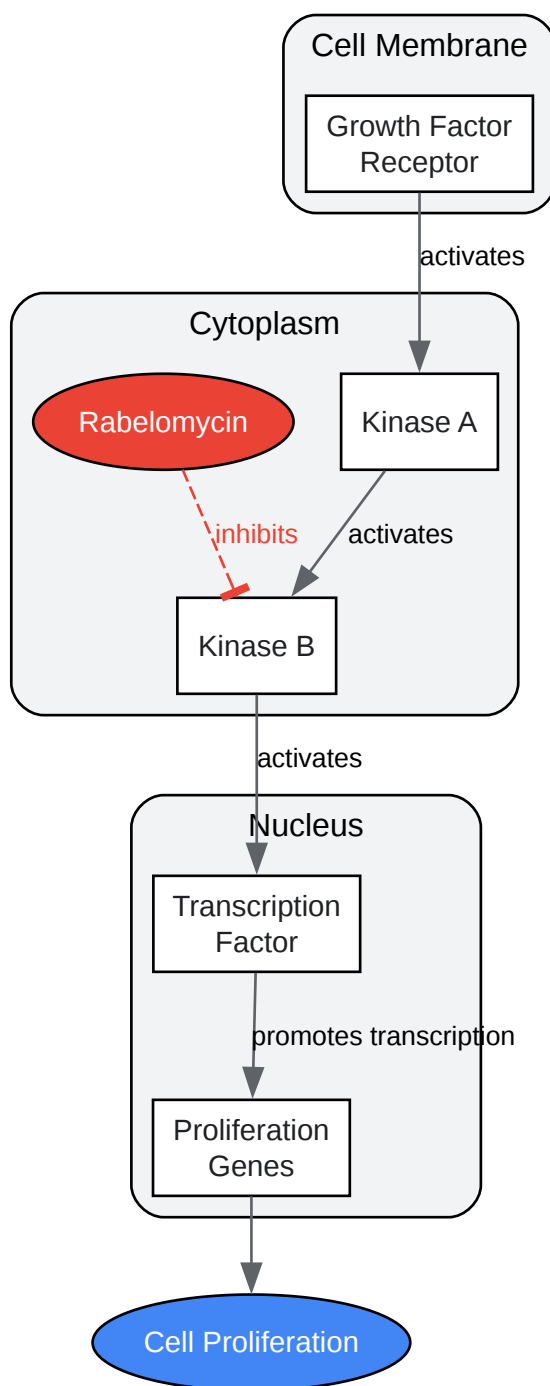 Cell Membrane
Growth Factor
Receptor
activates
Cytoplasm
Rabelomycin
Kinase A
inhibits
activates
Kinase B
activates
Nucleus
Transcription
Factor
promotes transcription
Proliferation
Genes
Cell Proliferation